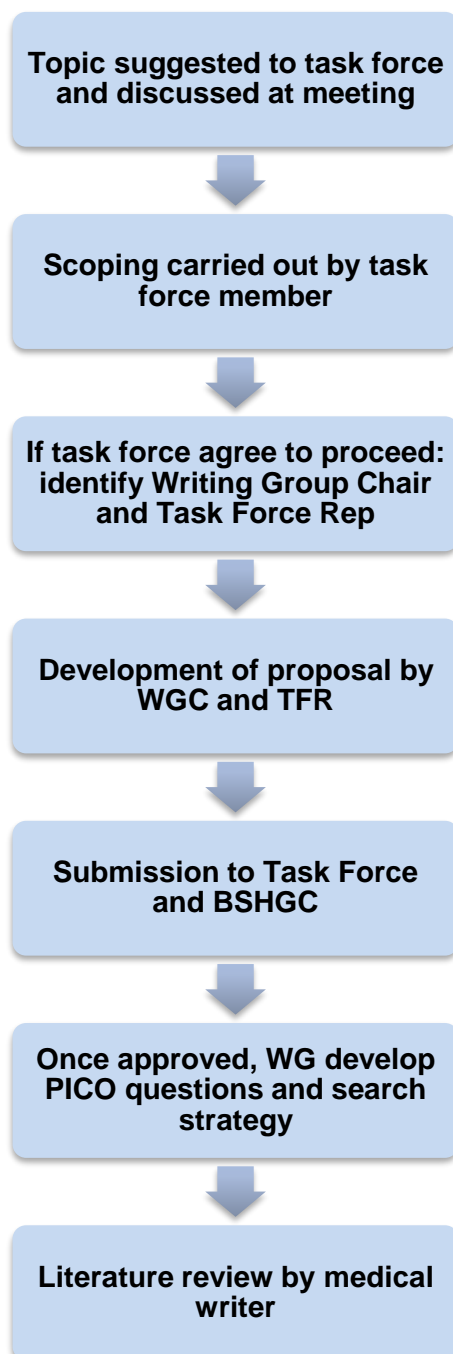 Topic suggested to task force
and discussed at meeting
Scoping carried out by task
force member
If task force agree to proceed:
identify Writing Group Chair
and Task Force Rep
Development of proposal by
WGC and TFR
Submission to Task Force
and BSHGC
Once approved, WG develop
PICO questions and search
strategy
Literature review by medical
writer